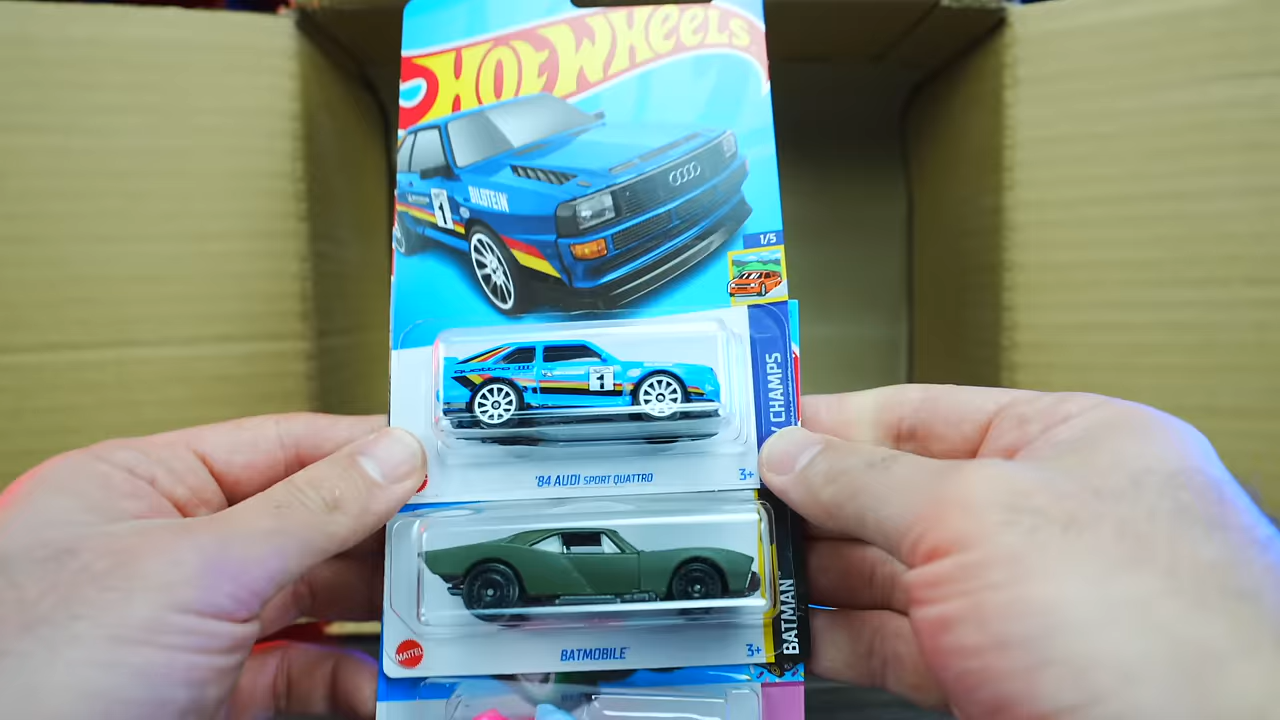 HOT WHEELS
BILSTEIN
1
1/5
quattro
1
CHAMPS
'84 AUDI SPORT QUATTRO
3+
BATMAN
MATTEL
BATMOBILE
3+